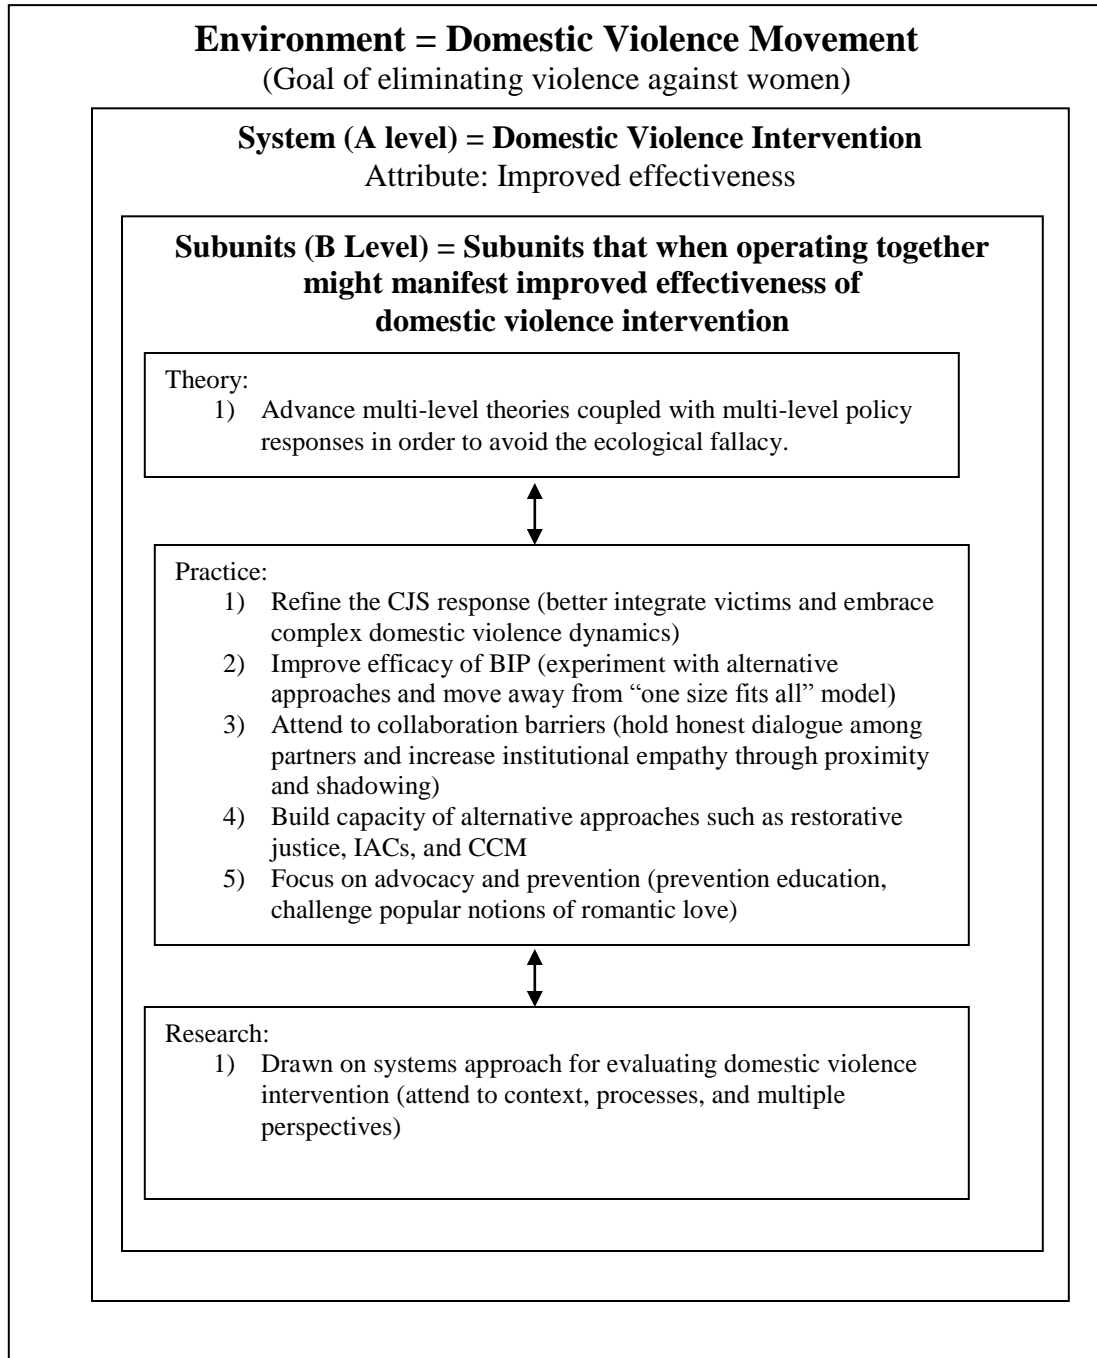 Environment = Domestic Violence Movement
(Goal of eliminating violence against women)
System (A level) = Domestic Violence Intervention
Attribute: Improved effectiveness
Subunits (B Level) = Subunits that when operating together
might manifest improved effectiveness of
domestic violence intervention
Theory:
1) Advance multi-level theories coupled with multi-level policy
responses in order to avoid the ecological fallacy.
Practice:
1) Refine the CJS response (better integrate victims and embrace
complex domestic violence dynamics)
2) Improve efficacy of BIP (experiment with alternative
approaches and move away from “one size fits all” model)
3) Attend to collaboration barriers (hold honest dialogue among
partners and increase institutional empathy through proximity
and shadowing)
4) Build capacity of alternative approaches such as restorative
justice, IACs, and CCM
5) Focus on advocacy and prevention (prevention education,
challenge popular notions of romantic love)
Research:
1) Drawn on systems approach for evaluating domestic violence
intervention (attend to context, processes, and multiple
perspectives)